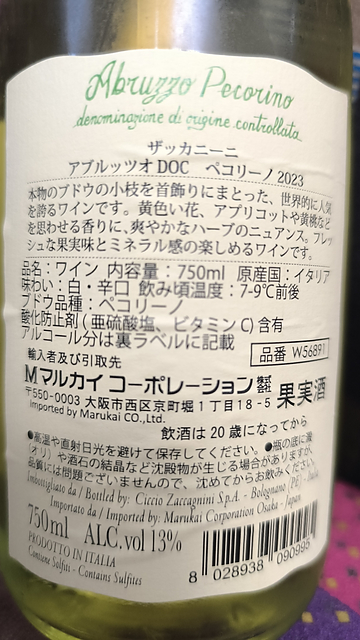 Abruzzo Pecorino
denominazione di origine controllata
ザッカニーニ
アブルッツオDOC ペコリーノ 2023
本物のブドウの小枝を首飾りにまとった、世界的に人気
を誇るワインです。黄色い花、アプリコットや黄桃など
を思わせる香りに、爽やかなハーブのニュアンス。フレッ
シュな果実味とミネラル感の楽しめるワインです。
品名：ワイン 内容量：750ml 原産国：イタリア
味わい：白・辛口 飲み頃温度：7-9℃前後
ブドウ品種：ペコリーノ
酸化防止剤(亜硫酸塩、ビタミンC)含有
アルコール分は裏ラベルに記載
品番 W56891
輸入者及び引取先
M マルカイ コーポレーション 株式会社
〒550-0003 大阪市西区京町堀1丁目18-5
果実酒
Imported by Marukai CO.,Ltd.
飲酒は20歳になってから
●高温や直射日光を避けて保存してください。●瓶の底に澱
(オリ)や酒石の結晶など沈殿物が生じる場合がありますが、
品質には問題ございませんので、沈めてからお飲みください。
Imbottigliato da / Bottled by: Ciccio Zaccagnini S.p.A. - Bolognano (PE) - Italia
Importato da / Imported by: Marukai Corporation Osaka - Japan
750ml ALC.vol 13%
PRODOTTO IN ITALIA
Contiene Solfiti - Contains Sulfites
8 028938 090995